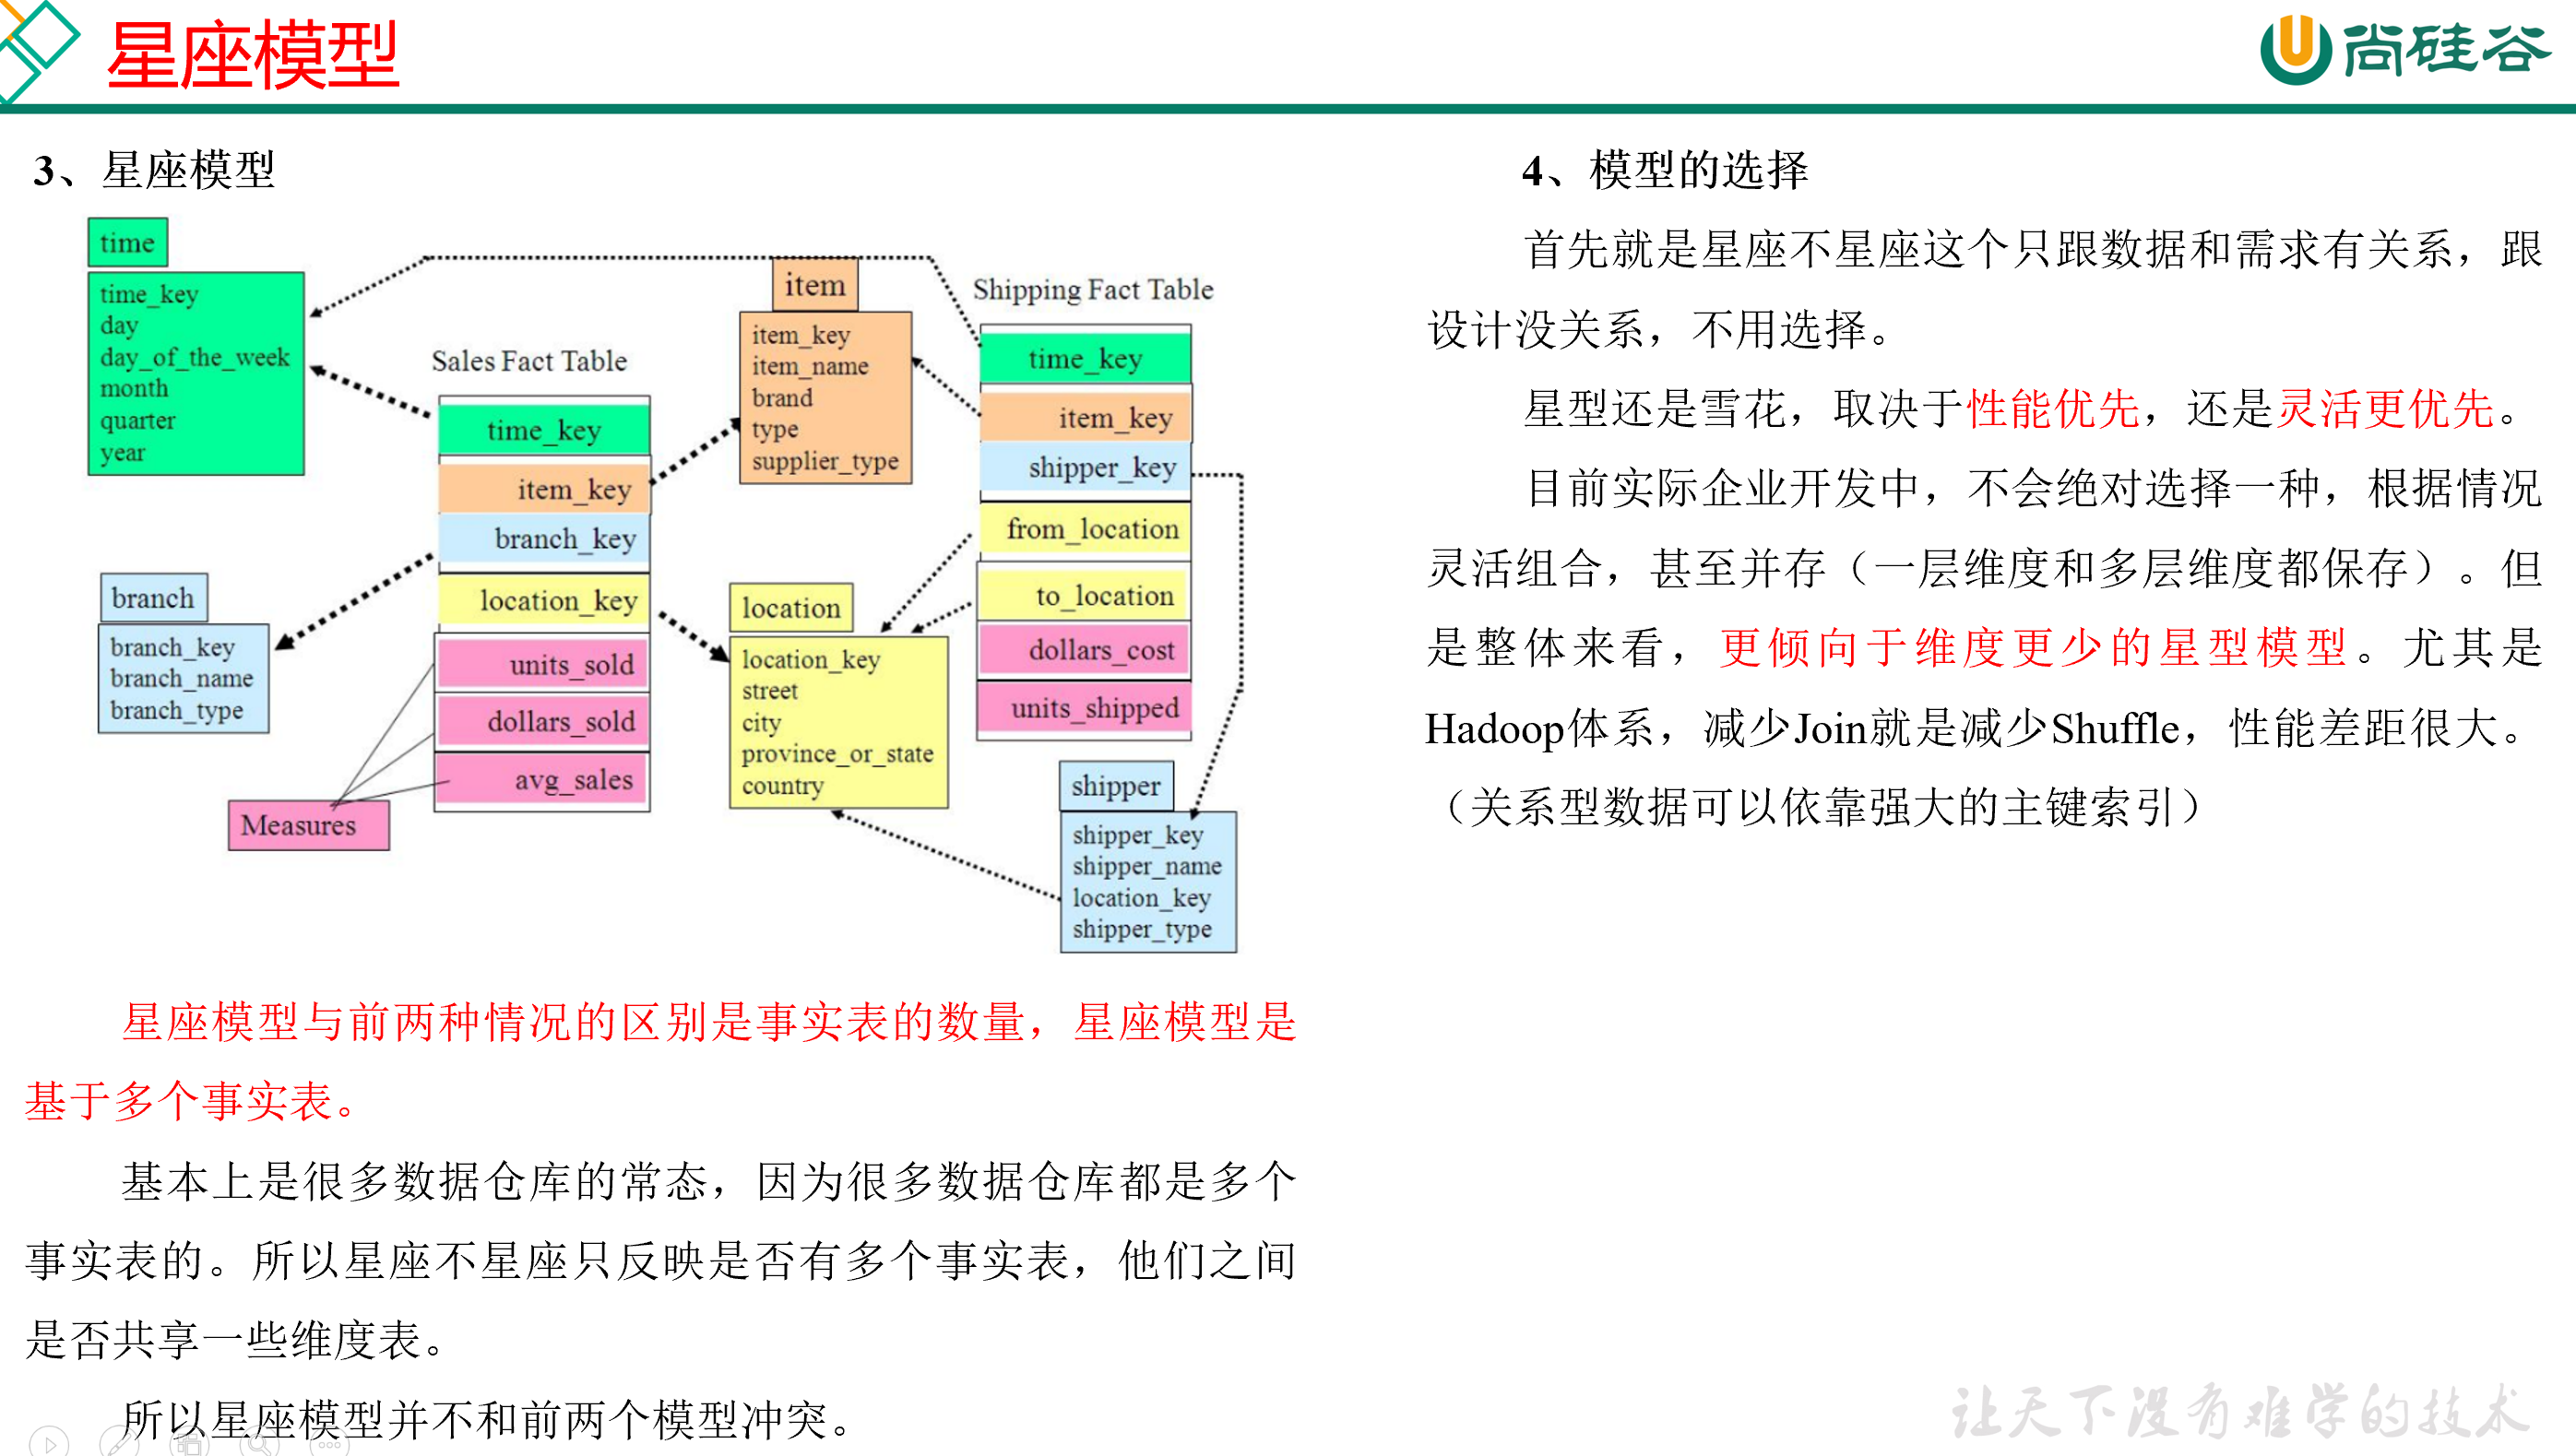 星座模型
尚硅谷
3、星座模型
time
time_key
day
day_of_the_week
month
quarter
year
Sales Fact Table
time_key
item_key
branch_key
location_key
units_sold
dollars_sold
avg_sales
Measures
branch
branch_key
branch_name
branch_type
item
item_key
item_name
brand
type
supplier_type
location
location_key
street
city
province_or_state
country
Shipping Fact Table
time_key
item_key
shipper_key
from_location
to_location
dollars_cost
units_shipped
shipper
shipper_key
shipper_name
location_key
shipper_type
星座模型与前两种情况的区别是事实表的数量，星座模型是
基于多个事实表。
基本上是很多数据仓库的常态，因为很多数据仓库都是多个
事实表的。所以星座不星座只反映是否有多个事实表，他们之间
是否共享一些维度表。
所以星座模型并不和前两个模型冲突。
4、模型的选择
首先就是星座不星座这个只跟数据和需求有关系，跟
设计没关系，不用选择。
星型还是雪花，取决于性能优先，还是灵活更优先。
目前实际企业开发中，不会绝对选择一种，根据情况
灵活组合，甚至并存（一层维度和多层维度都保存）。但
是整体来看，更倾向于维度更少的星型模型。尤其是
Hadoop体系，减少Join就是减少Shuffle，性能差距很大。
（关系型数据可以依靠强大的主键索引）
让天下没有难学的技术